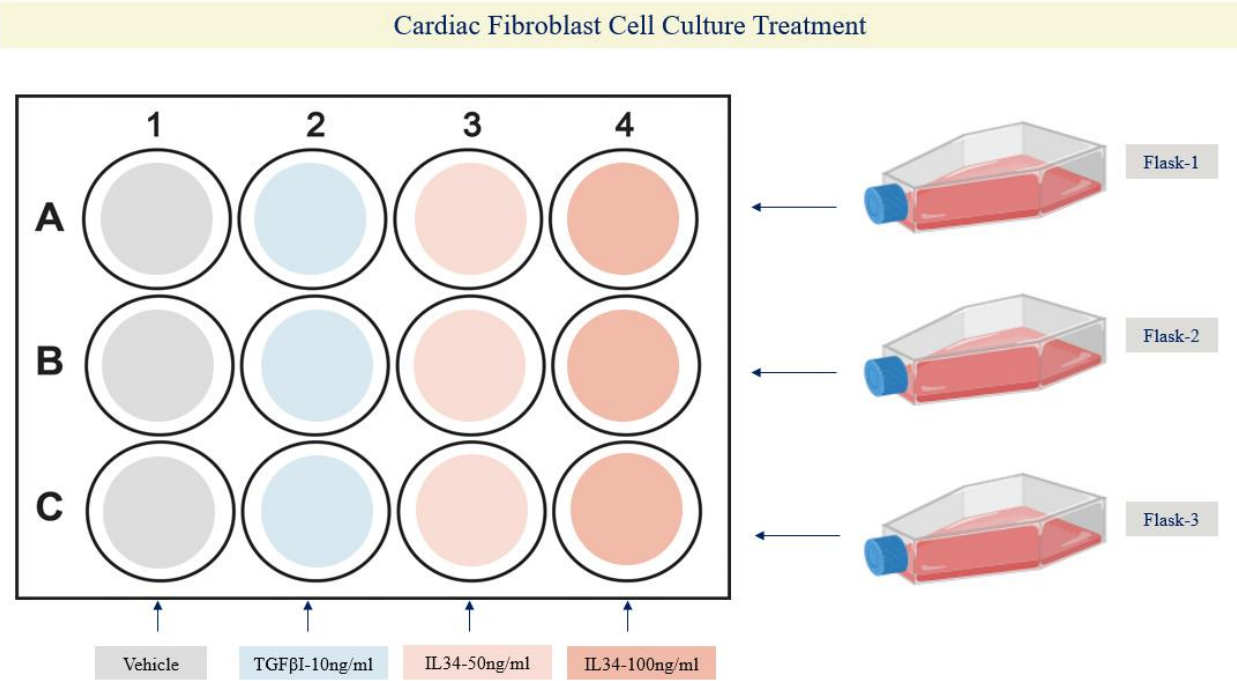 Cardiac Fibroblast Cell Culture Treatment
1 2 3 4
A
B
C
Flask-1
Flask-2
Flask-3
Vehicle
TGFβI-10ng/ml
IL34-50ng/ml
IL34-100ng/ml